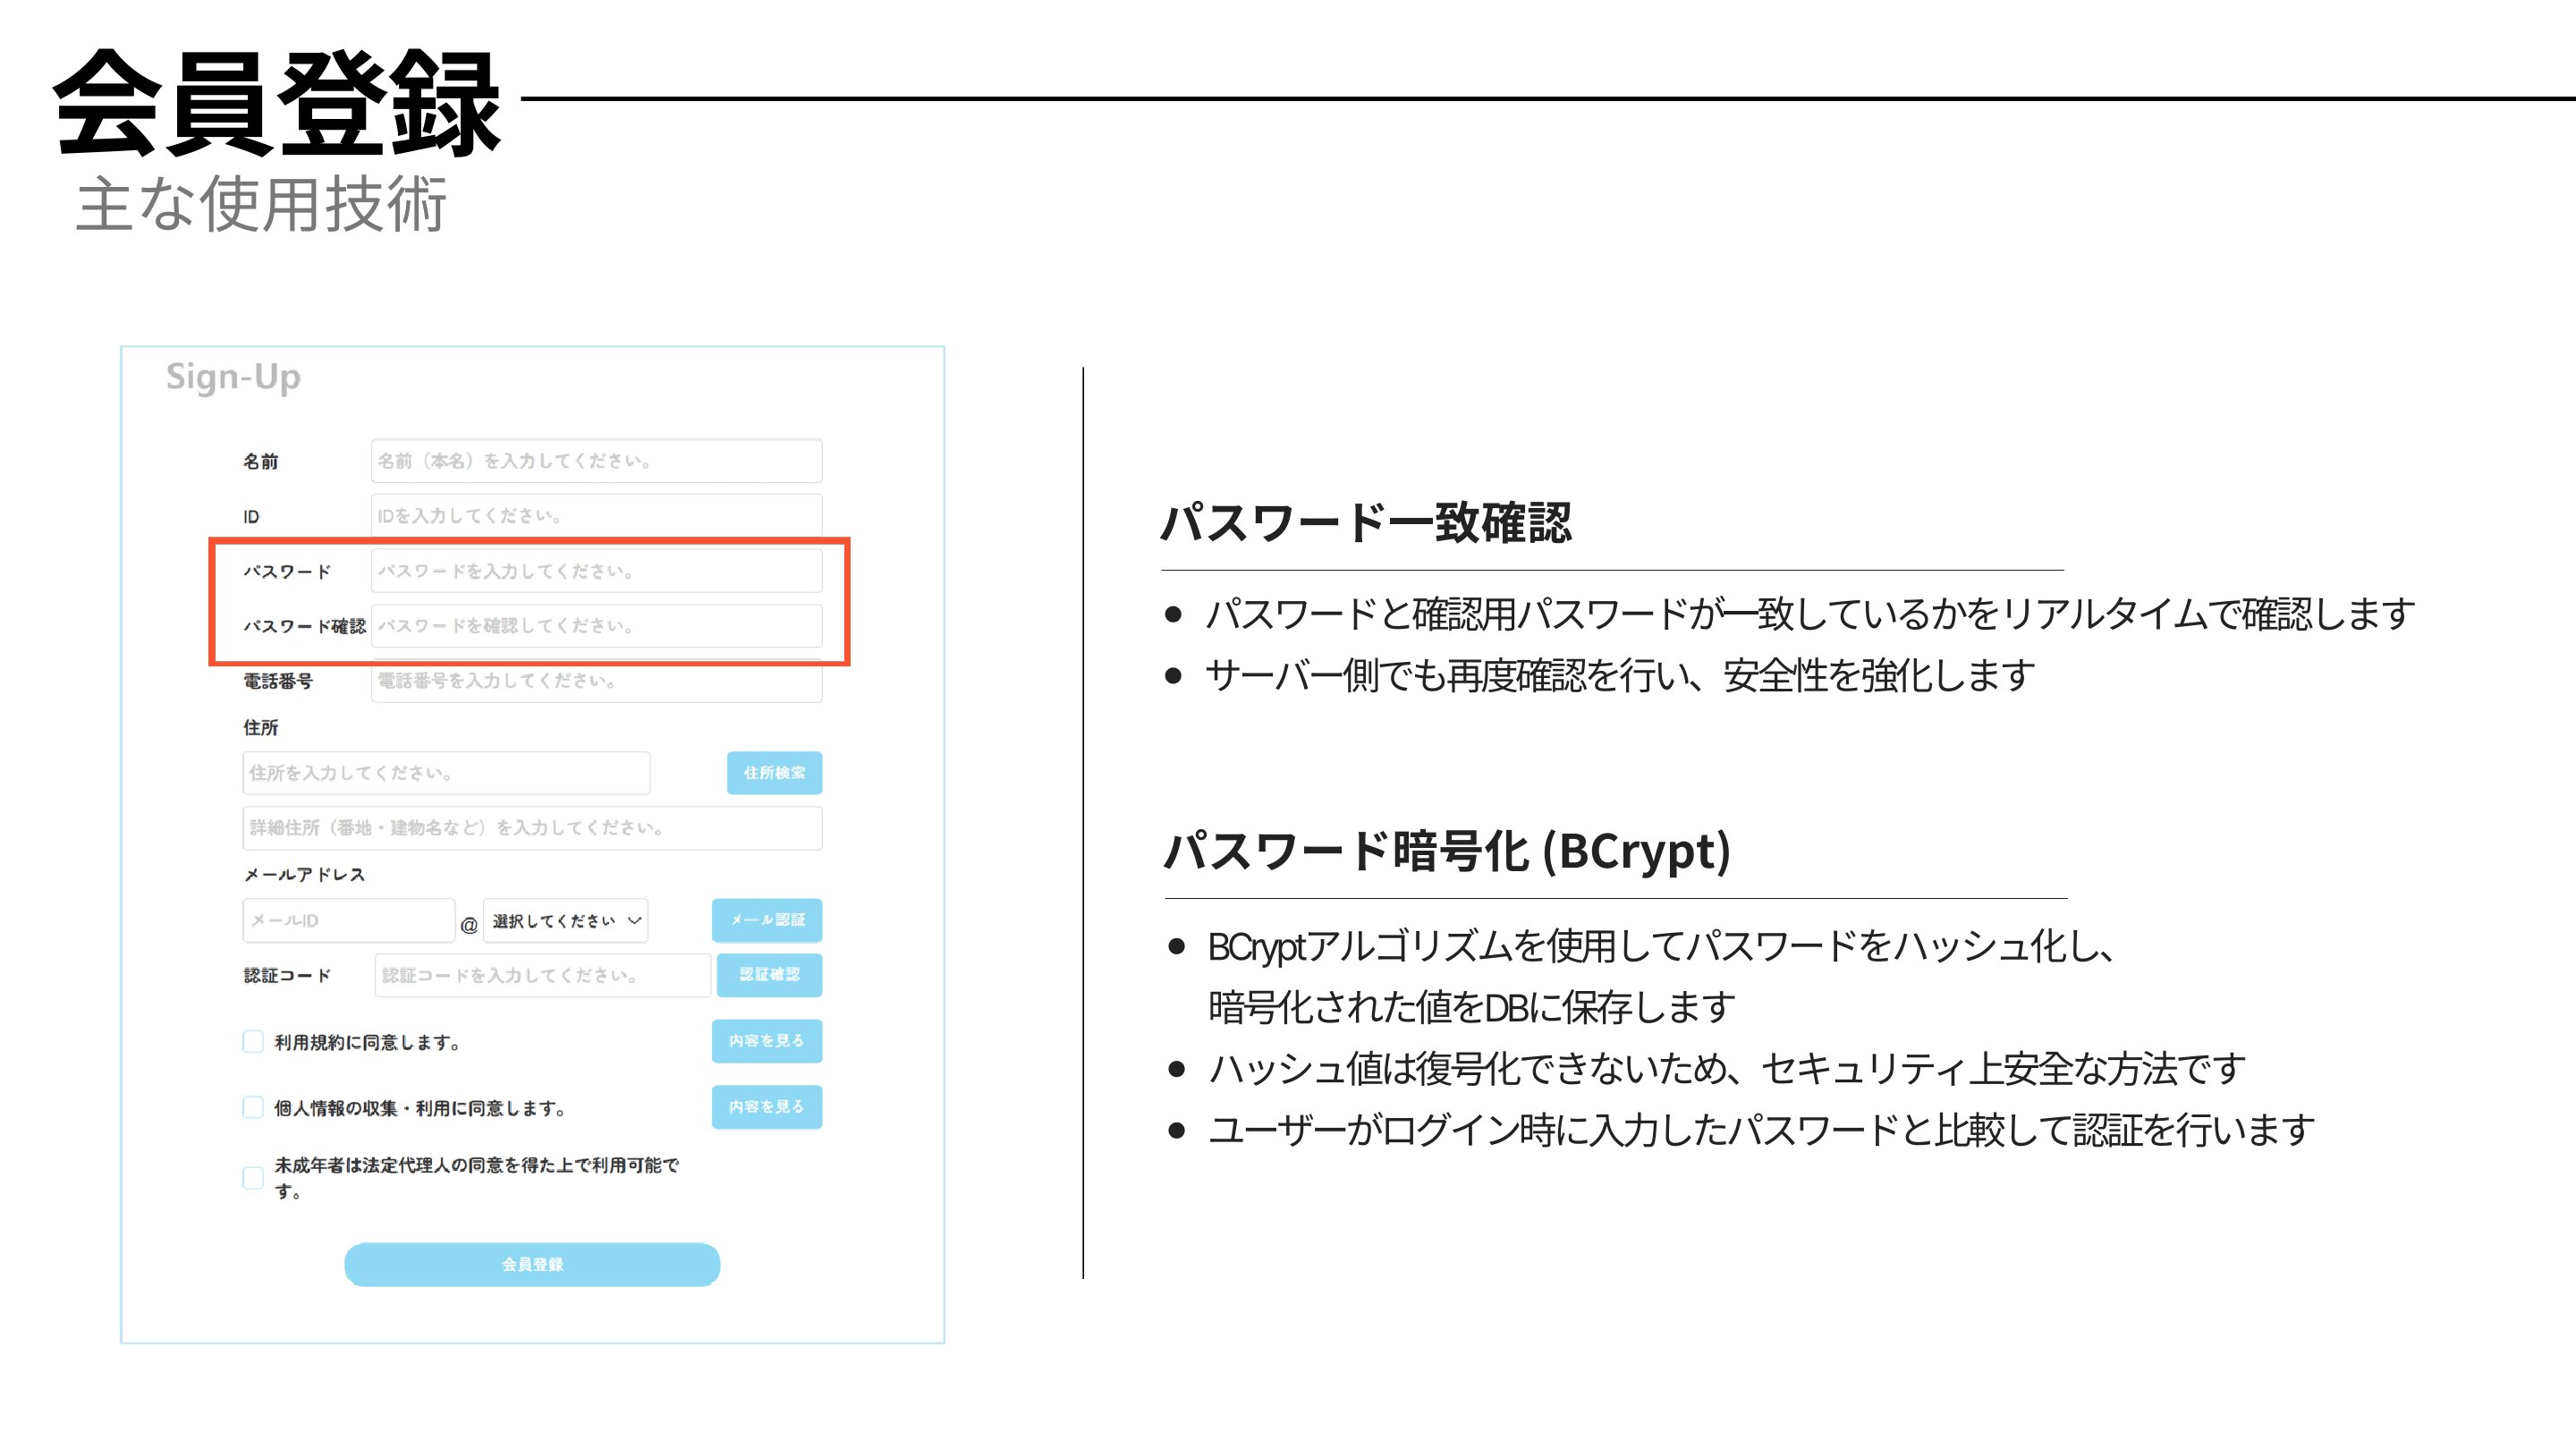 会員登録
主な使用技術
Sign-Up
名前 名前（本名）を入力してください。
ID IDを入力してください。
パスワード パスワードを入力してください。
パスワード確認 パスワードを確認してください。
電話番号 電話番号を入力してください。
住所
住所を入力してください。 住所検索
詳細住所（番地・建物名など）を入力してください。
メールアドレス
メールID @ 選択してください メール認証
認証コード 認証コードを入力してください。 認証確認
利用規約に同意します。 内容を見る
個人情報の収集・利用に同意します。 内容を見る
未成年者は法定代理人の同意を得た上で利用可能で
す。
会員登録
パスワード一致確認
● パスワードと確認用パスワードが一致しているかをリアルタイムで確認します
● サーバー側でも再度確認を行い、安全性を強化します
パスワード暗号化 (BCrypt)
● BCryptアルゴリズムを使用してパスワードをハッシュ化し、
暗号化された値をDBに保存します
● ハッシュ値は復号化できないため、セキュリティ上安全な方法です
● ユーザーがログイン時に入力したパスワードと比較して認証を行います